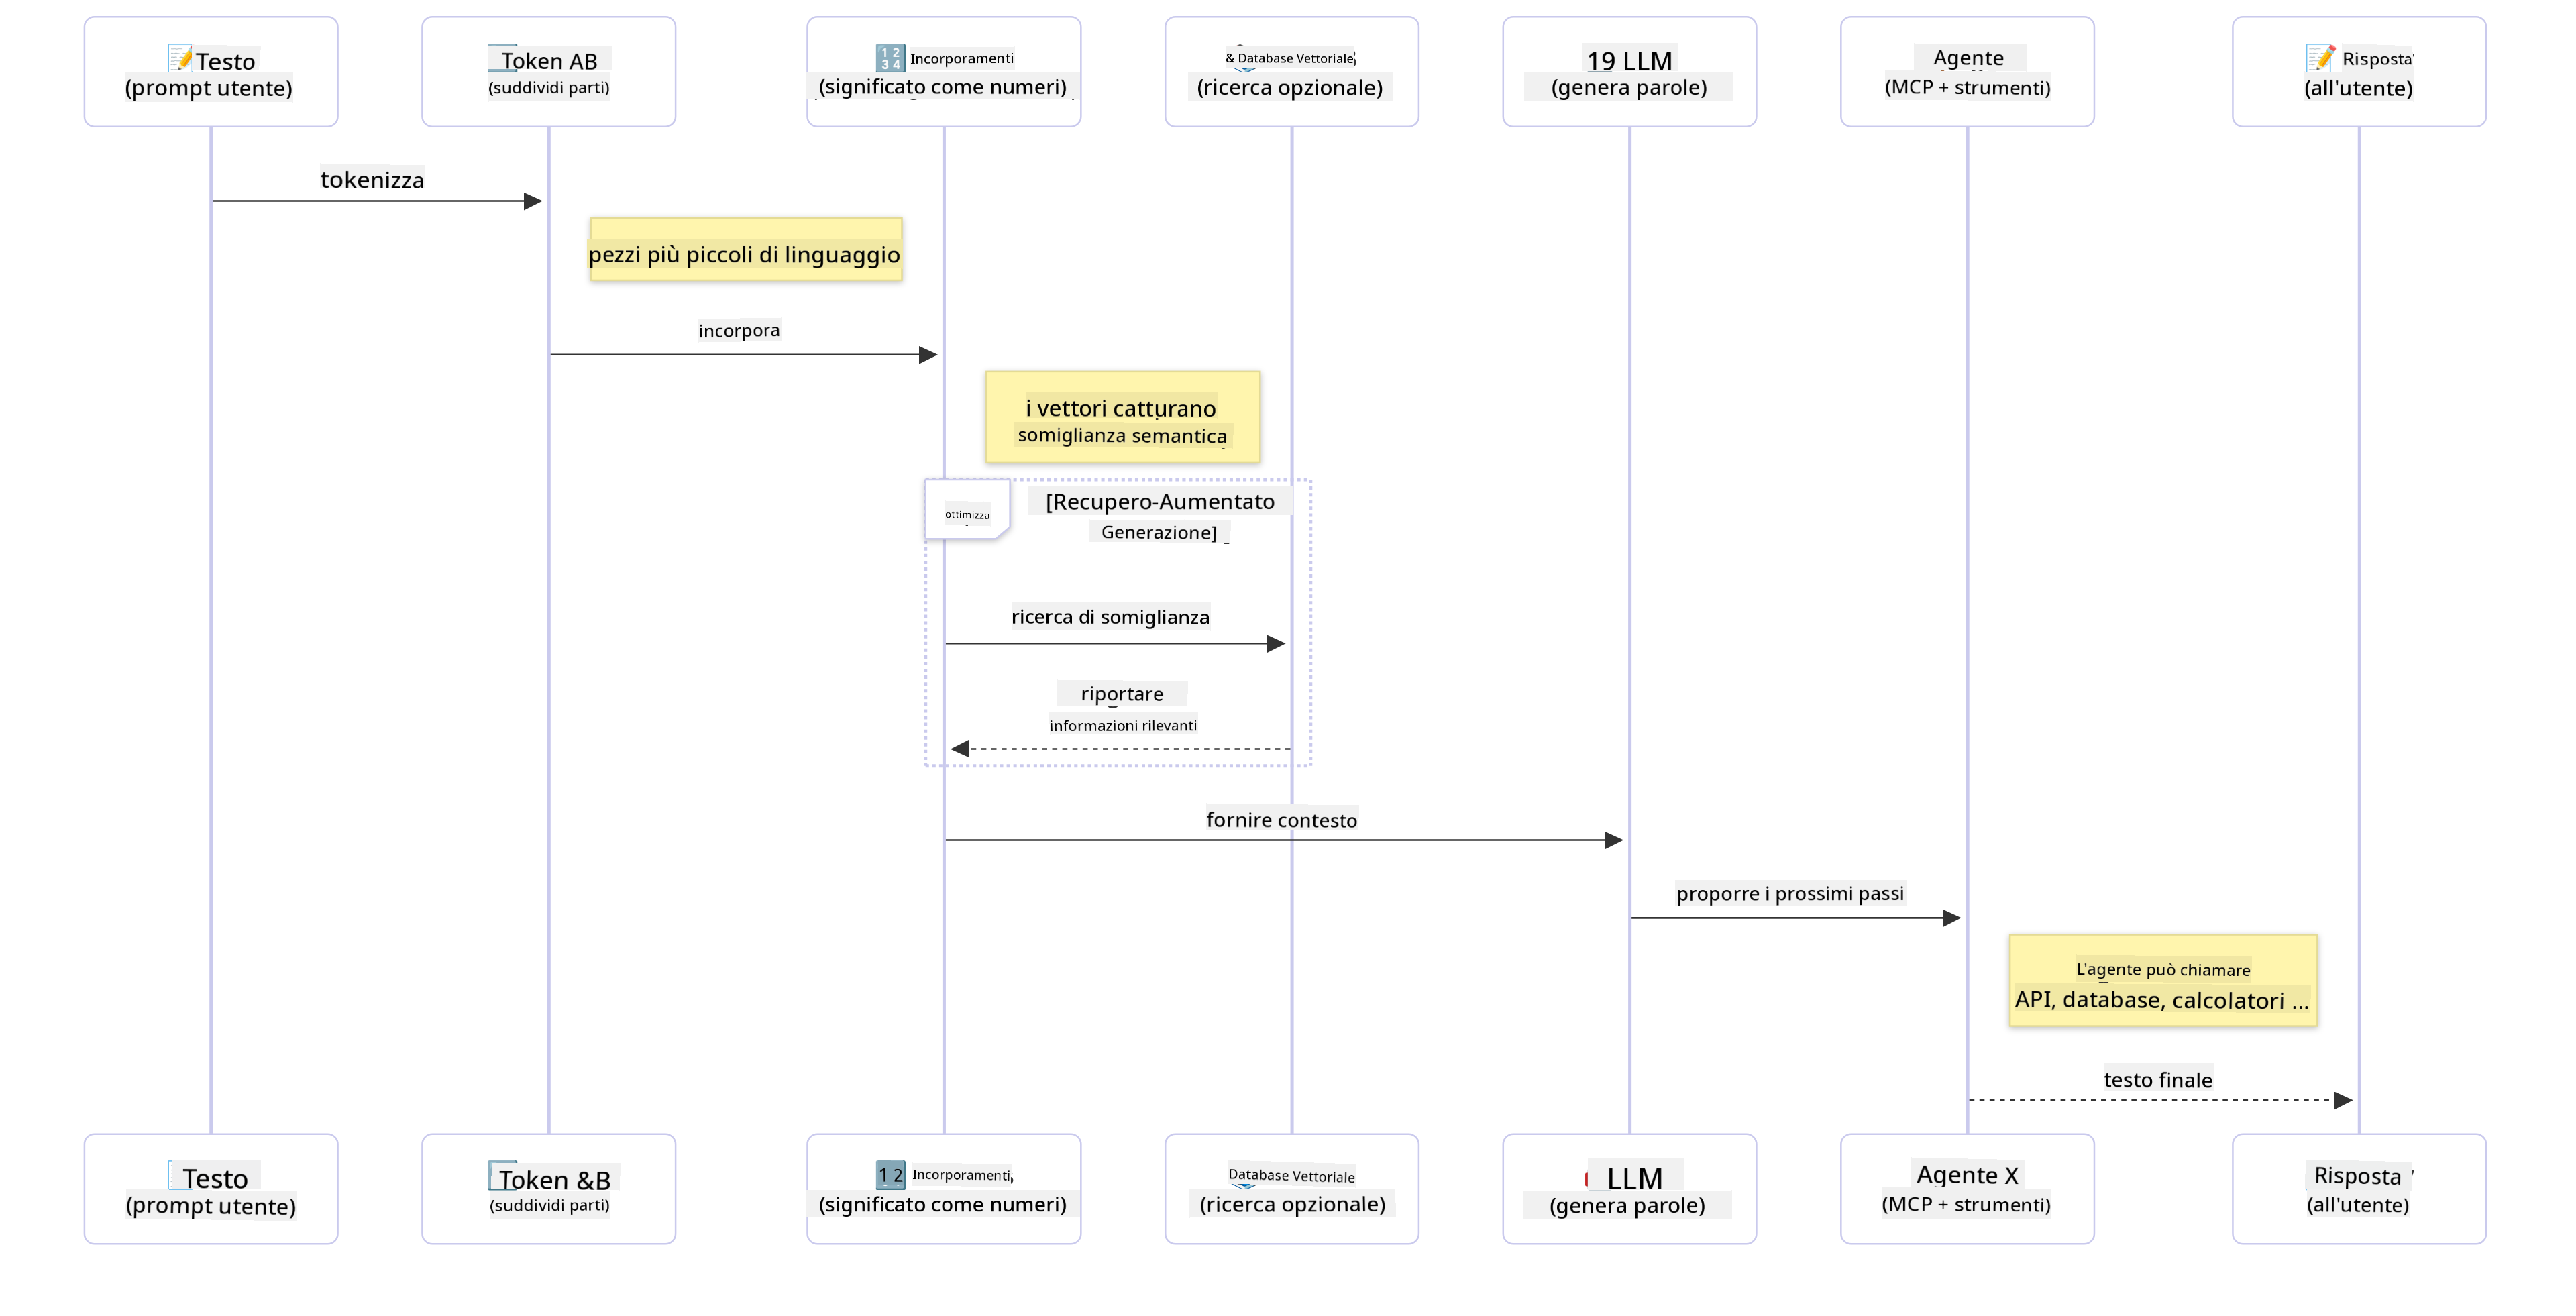 Testo
(prompt utente)
Token AB
(suddividi parti)
Incorporamenti
(significato come numeri)
& Database Vettoriale
(ricerca opzionale)
19 LLM
(genera parole)
Agente
(MCP + strumenti)
Risposta
(all'utente)
tokenizza
pezzi più piccoli di linguaggio
incorpora
i vettori catturano
somiglianza semantica
ottimizza
[Recupero-Aumentato
Generazione]
ricerca di somiglianza
riportare
informazioni rilevanti
fornire contesto
proporre i prossimi passi
L'agente può chiamare
API, database, calcolatori ...
testo finale
Testo
(prompt utente)
Token &B
(suddividi parti)
Incorporamenti
(significato come numeri)
Database Vettoriale
(ricerca opzionale)
LLM
(genera parole)
Agente X
(MCP + strumenti)
Risposta
(all'utente)